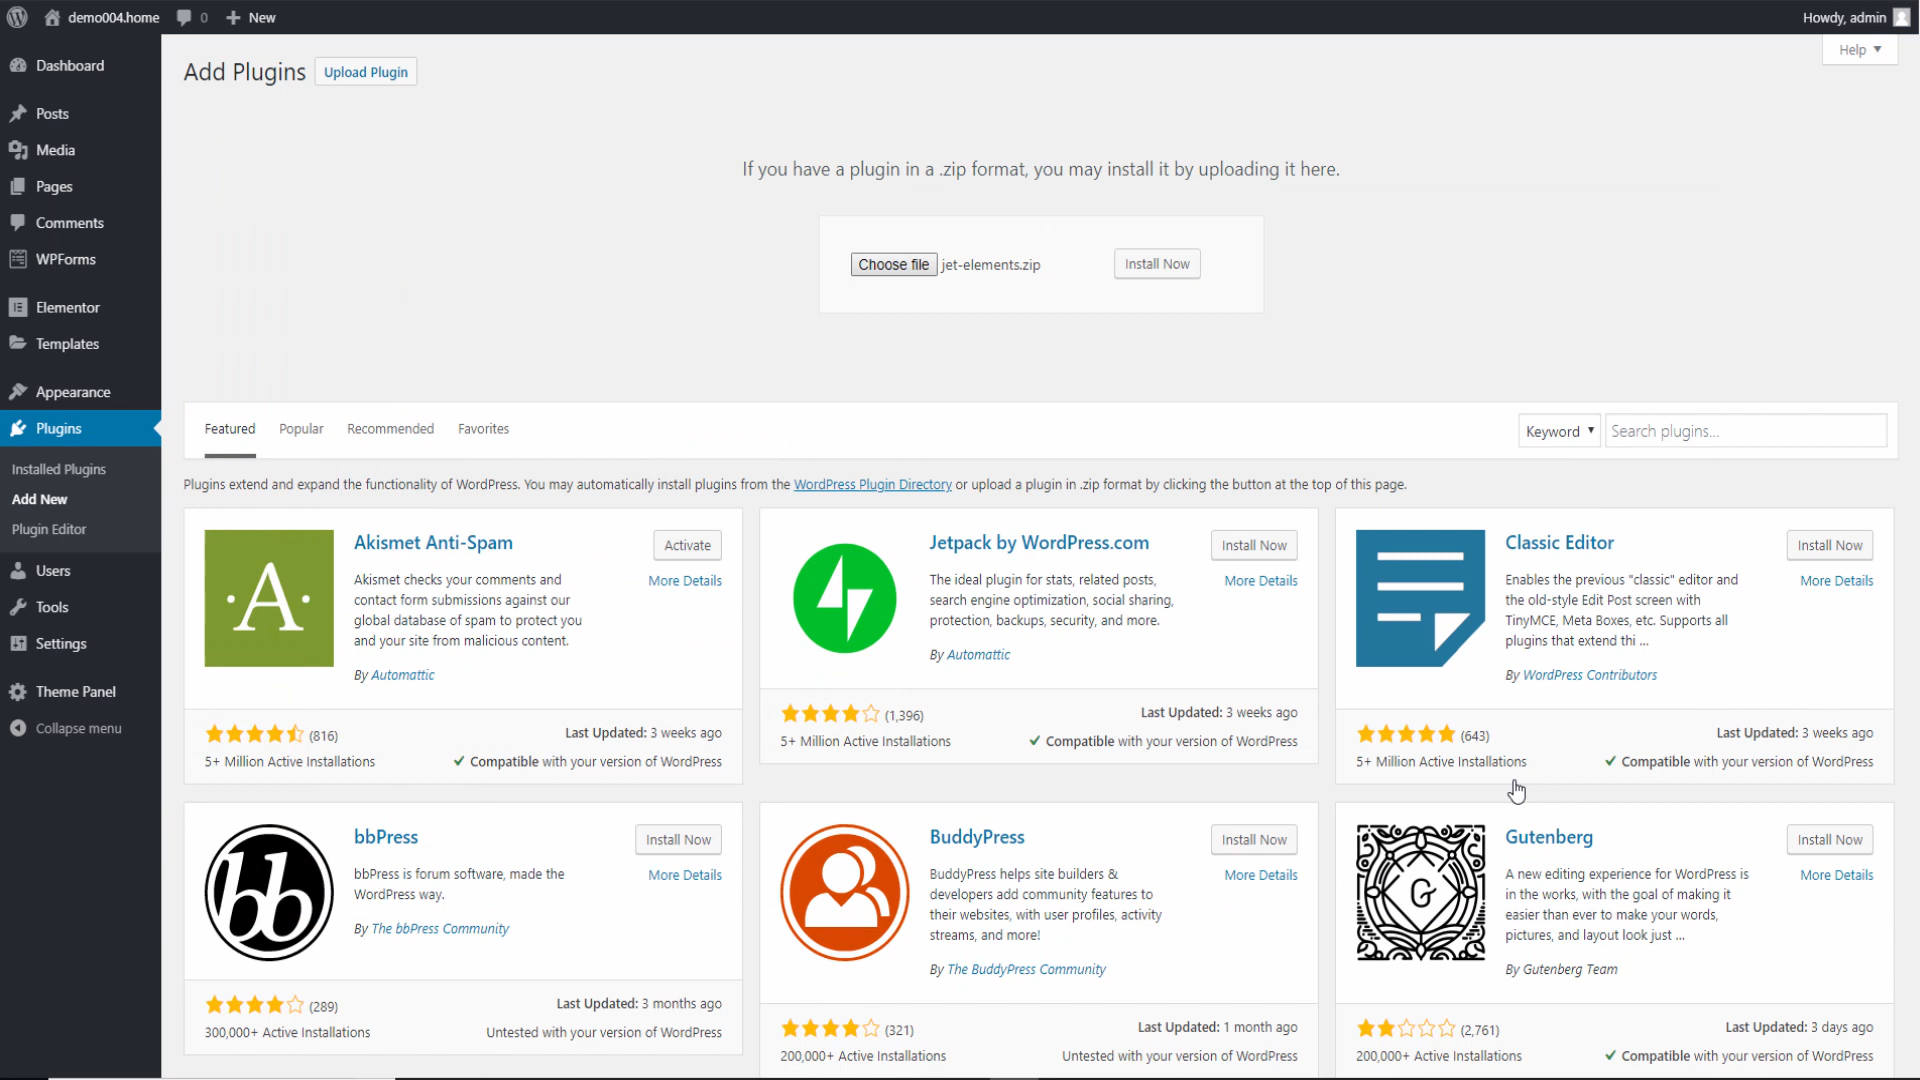 demo004.home
0
New
Howdy, admin
Help ▼
Dashboard
Posts
Media
Pages
Comments
WPForms
Elementor
Templates
Appearance
Plugins
Installed Plugins
Add New
Plugin Editor
Users
Tools
Settings
Theme Panel
Collapse menu
Add Plugins
Upload Plugin
If you have a plugin in a .zip format, you may install it by uploading it here.
Choose file jet-elements.zip
Install Now
Featured
Popular
Recommended
Favorites
Keyword ▼
Search plugins...
Plugins extend and expand the functionality of WordPress. You may automatically install plugins from the WordPress Plugin Directory or upload a plugin in .zip format by clicking the button at the top of this page.
·A·
Akismet Anti-Spam
Activate
More Details
Akismet checks your comments and
contact form submissions against our
global database of spam to protect you
and your site from malicious content.
By Automattic
(816)
Last Updated: 3 weeks ago
5+ Million Active Installations
✓ Compatible with your version of WordPress
Jetpack by WordPress.com
Install Now
More Details
The ideal plugin for stats, related posts,
search engine optimization, social sharing,
protection, backups, security, and more.
By Automattic
(1,396)
Last Updated: 3 weeks ago
5+ Million Active Installations
✓ Compatible with your version of WordPress
Classic Editor
Install Now
More Details
Enables the previous "classic" editor and
the old-style Edit Post screen with
TinyMCE, Meta Boxes, etc. Supports all
plugins that extend thi ...
By WordPress Contributors
(643)
Last Updated: 3 weeks ago
5+ Million Active Installations
✓ Compatible with your version of WordPress
bb
bbPress
Install Now
More Details
bbPress is forum software, made the
WordPress way.
By The bbPress Community
(289)
Last Updated: 3 months ago
300,000+ Active Installations
Untested with your version of WordPress
BuddyPress
Install Now
More Details
BuddyPress helps site builders &
developers add community features to
their websites, with user profiles, activity
streams, and more!
By The BuddyPress Community
(321)
Last Updated: 1 month ago
200,000+ Active Installations
Untested with your version of WordPress
G
Gutenberg
Install Now
More Details
A new editing experience for WordPress is
in the works, with the goal of making it
easier than ever to make your words,
pictures, and layout look just ...
By Gutenberg Team
(2,761)
Last Updated: 3 days ago
200,000+ Active Installations
✓ Compatible with your version of WordPress